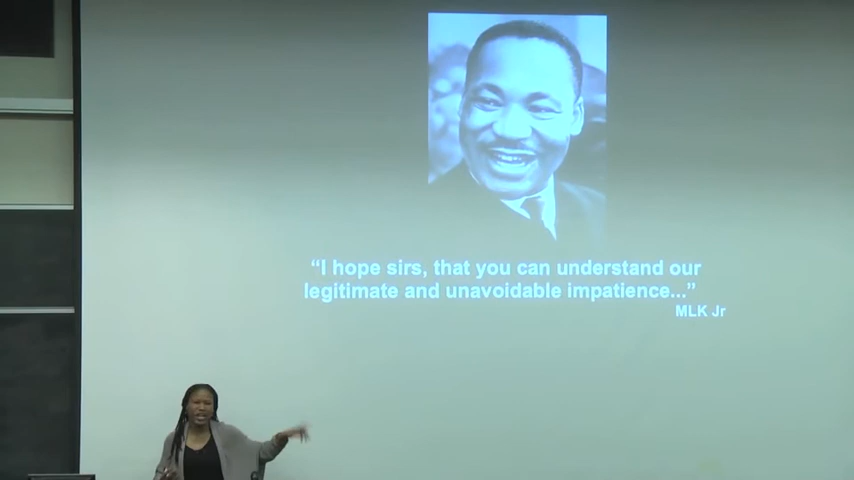 “I hope sirs, that you can understand our
legitimate and unavoidable impatience...”
MLK Jr